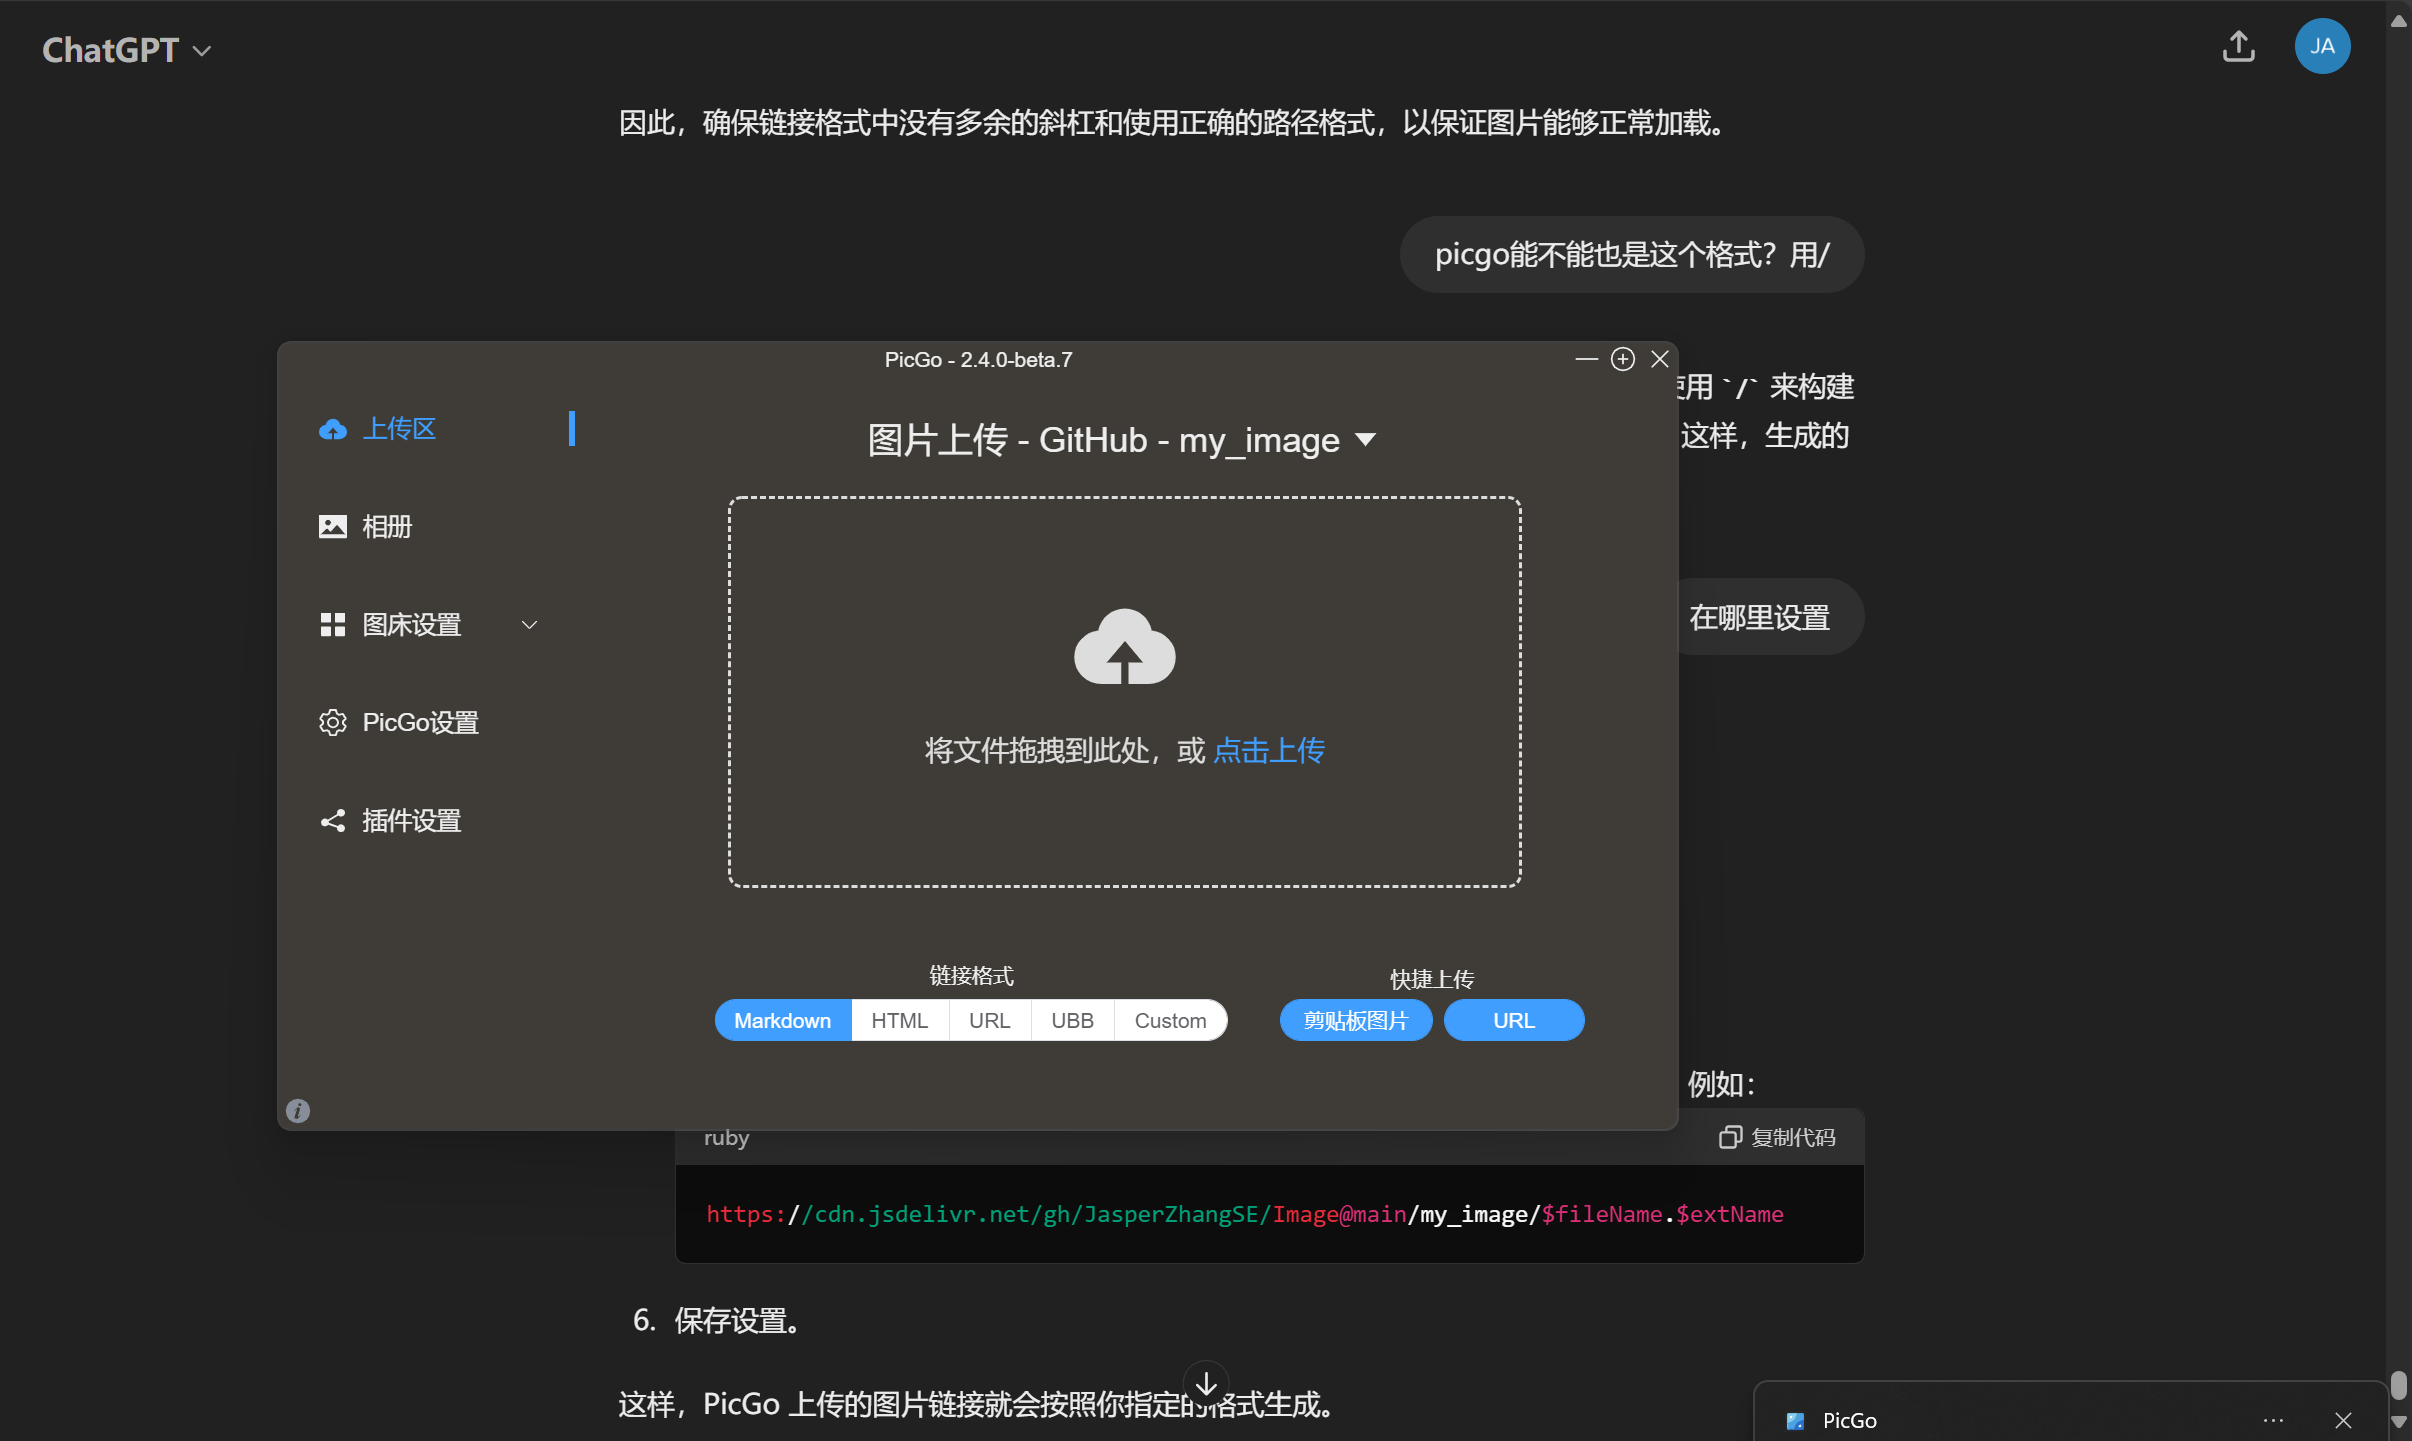 ChatGPT
JA
因此，确保链接格式中没有多余的斜杠和使用正确的路径格式，以保证图片能够正常加载。
picgo能不能也是这个格式？用/
PicGo - 2.4.0-beta.7
用 `/` 来构建
这样，生成的
上传区
图片上传 - GitHub - my_image
相册
图床设置
在哪里设置
PicGo设置
将文件拖拽到此处，或 点击上传
插件设置
链接格式
快捷上传
Markdown HTML URL UBB Custom
剪贴板图片 URL
例如：
ruby
复制代码
https://cdn.jsdelivr.net/gh/JasperZhangSE/Image@main/my_image/$fileName.$extName
6. 保存设置。
这样，PicGo 上传的图片链接就会按照你指定的格式生成。
PicGo